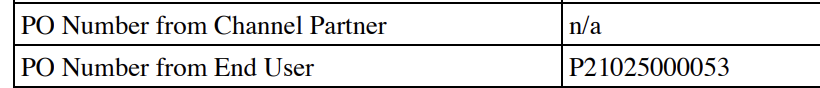 PO Number from Channel Partner n/a
PO Number from End User P21025000053